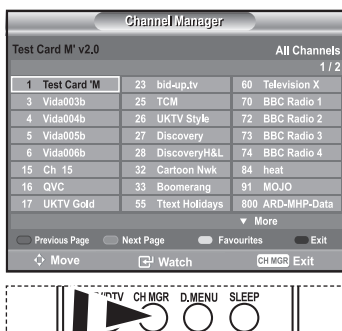 Channel Manager
Test Card M' v2,0 All Channels
1 / 2
1 Test Card 'M 23 bid-up.tv 60 Television X
3 Vida003b 25 TCM 70 BBC Radio 1
4 Vida004b 26 UKTV Style 72 BBC Radio 2
5 Vida005b 27 Discovery 73 BBC Radio 3
6 Vida006b 28 DiscoveryH&L 74 BBC Radio 4
15 Ch 15 32 Cartoon Nwk 84 heat
16 QVC 33 Boomerang 91 MOJO
17 UKTV Gold 55 Ttext Holidays 800 ARD-MHP-Data
▼ More
Previous Page Next Page Favourites Exit
Move Watch CH MGR Exit
CH MGR D.MENU SLEEP